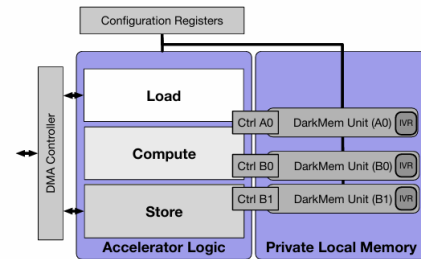 Configuration Registers
DMA Controller
Load
Compute
Store
Ctrl A0
DarkMem Unit (A0)
IVR
Ctrl B0
DarkMem Unit (B0)
IVR
Ctrl B1
DarkMem Unit (B1)
IVR
Accelerator Logic
Private Local Memory